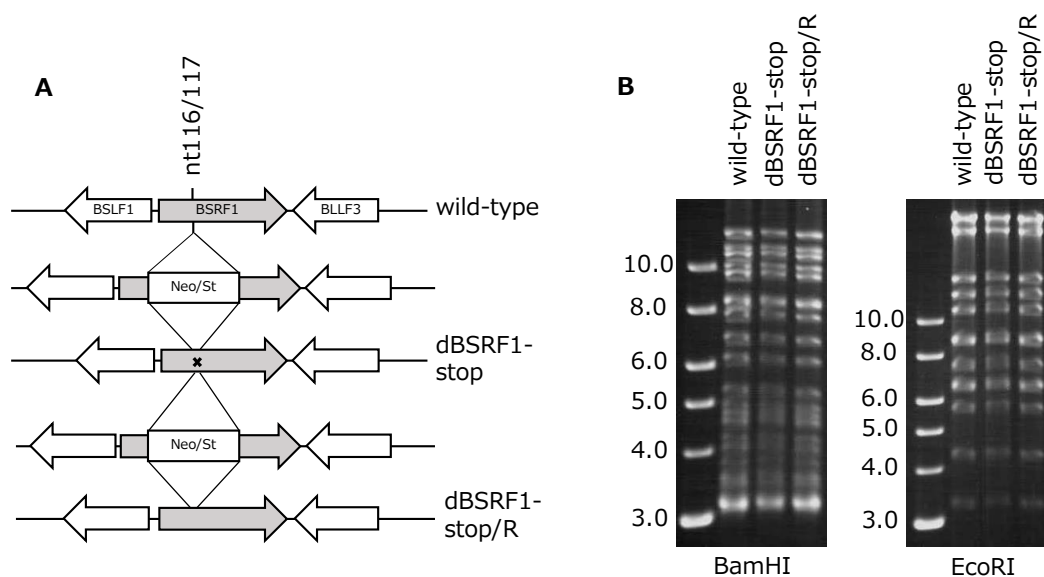 A
nt116/117
BSLF1
BSRF1
BLLF3
wild-type
Neo/St
dBSRF1-
stop
Neo/St
dBSRF1-
stop/R
B
wild-type
dBSRF1-stop
dBSRF1-stop/R
10.0
8.0
6.0
5.0
4.0
3.0
BamHI
wild-type
dBSRF1-stop
dBSRF1-stop/R
10.0
8.0
6.0
5.0
4.0
3.0
EcoRI